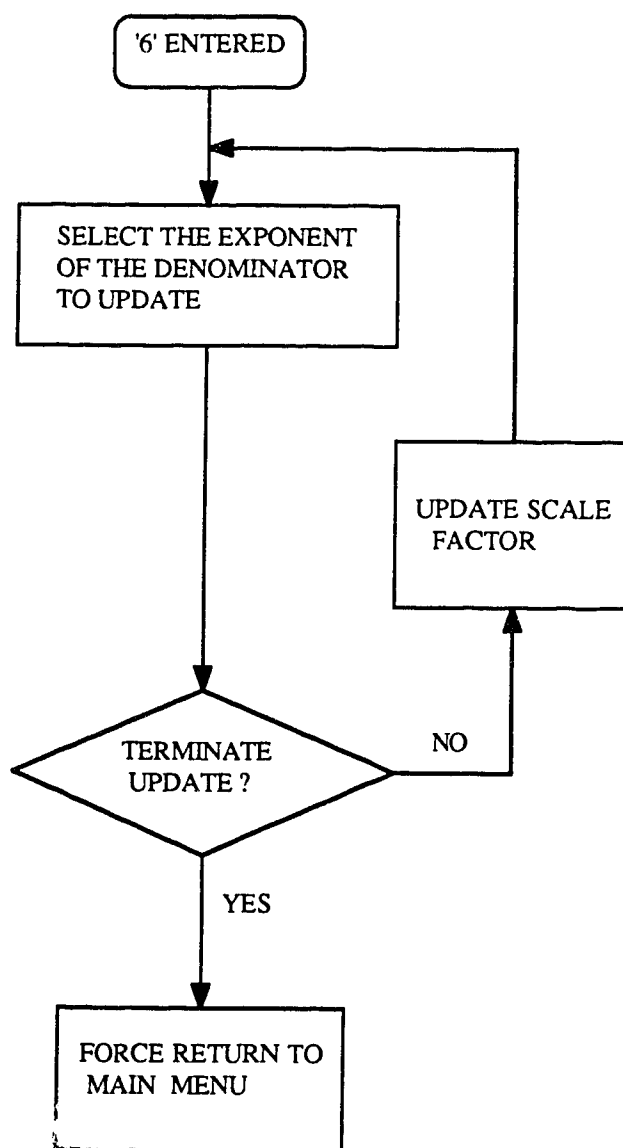 '6' ENTERED
SELECT THE EXPONENT
OF THE DENOMINATOR
TO UPDATE
UPDATE SCALE
FACTOR
TERMINATE
UPDATE ?
NO
YES
FORCE RETURN TO
MAIN MENU